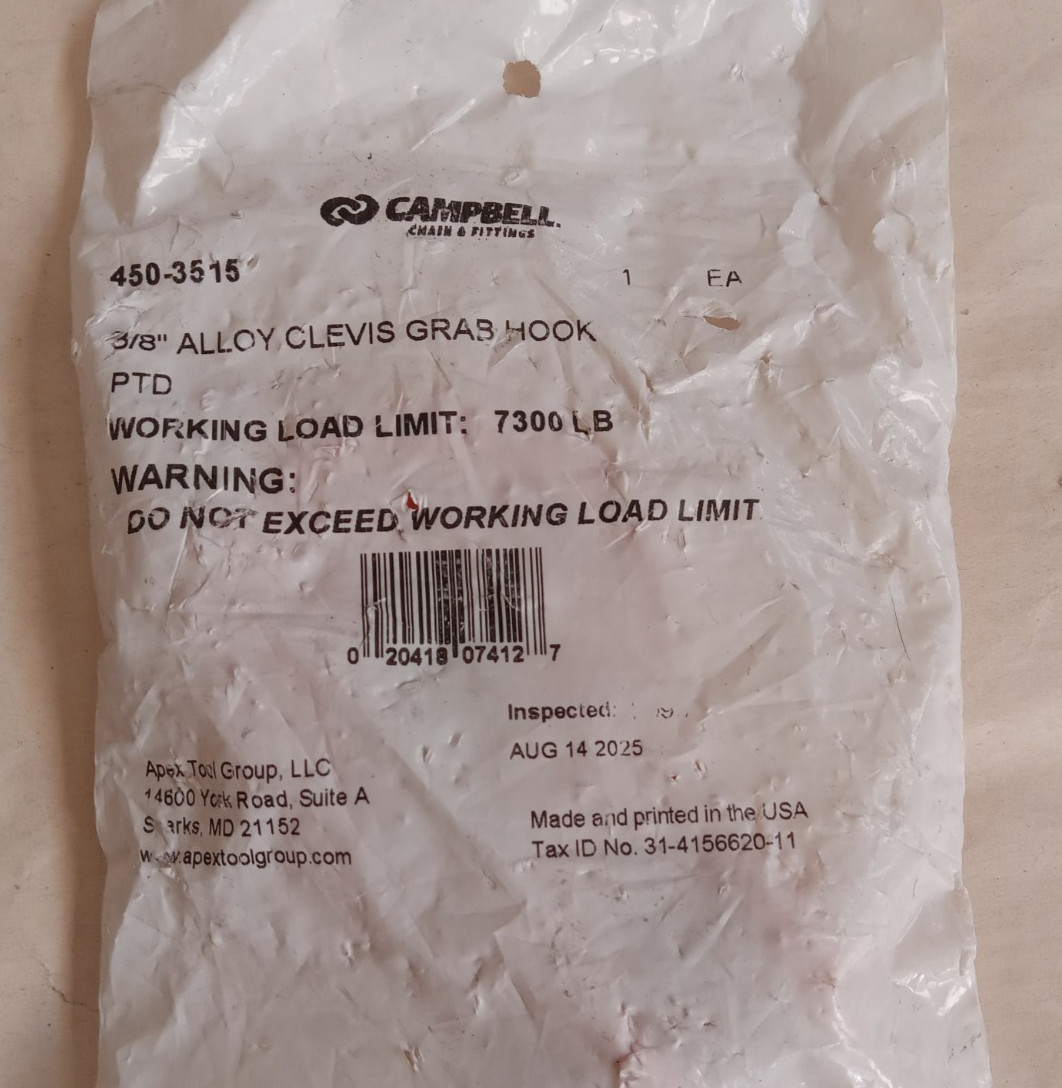 CAMPBELL.
CHAIN & FITTINGS
450-3515
1 EA
3/8" ALLOY CLEVIS GRAB HOOK
PTD
WORKING LOAD LIMIT: 7300 LB
WARNING:
DO NOT EXCEED WORKING LOAD LIMIT
0 20418 07412 7
Inspected:
AUG 14 2025
Apex Tool Group, LLC
14600 York Road, Suite A
Sparks, MD 21152
www.apextoolgroup.com
Made and printed in the USA
Tax ID No. 31-4156620-11